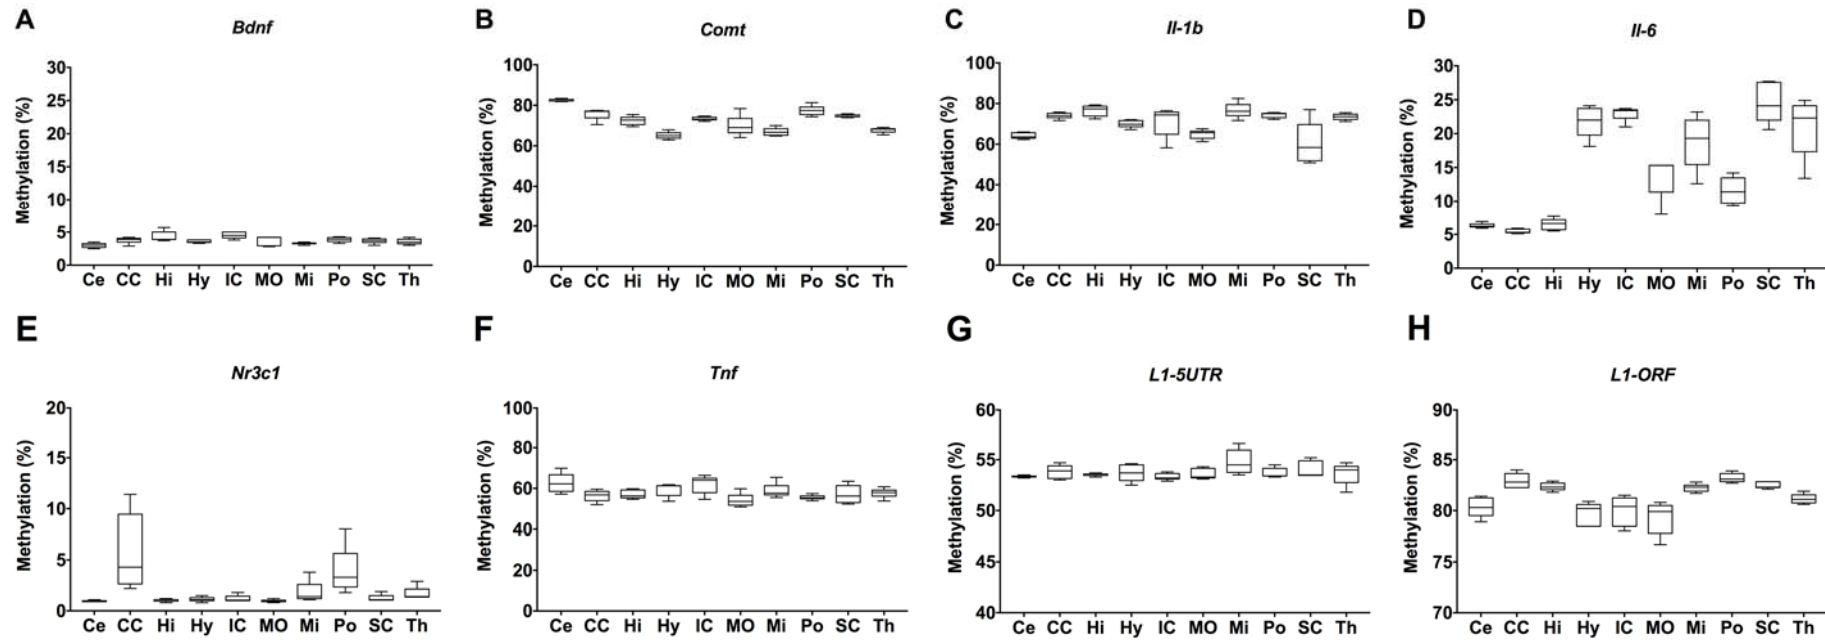 A
Bdnf
Methylation (%)
30
25
20
15
10
5
0
Ce CC Hi Hy IC MO Mi Po SC Th
B
Comt
Methylation (%)
100
80
60
40
20
0
Ce CC Hi Hy IC MO Mi Po SC Th
C
Il-1b
Methylation (%)
100
80
60
40
20
0
Ce CC Hi Hy IC MO Mi Po SC Th
D
Il-6
Methylation (%)
30
25
20
15
10
5
0
Ce CC Hi Hy IC MO Mi Po SC Th
E
Nr3c1
Methylation (%)
20
15
10
5
0
Ce CC Hi Hy IC MO Mi Po SC Th
F
Tnf
Methylation (%)
100
80
60
40
20
0
Ce CC Hi Hy IC MO Mi Po SC Th
G
L1-5UTR
Methylation (%)
60
55
50
45
40
Ce CC Hi Hy IC MO Mi Po SC Th
H
L1-ORF
Methylation (%)
90
85
80
75
70
Ce CC Hi Hy IC MO Mi Po SC Th